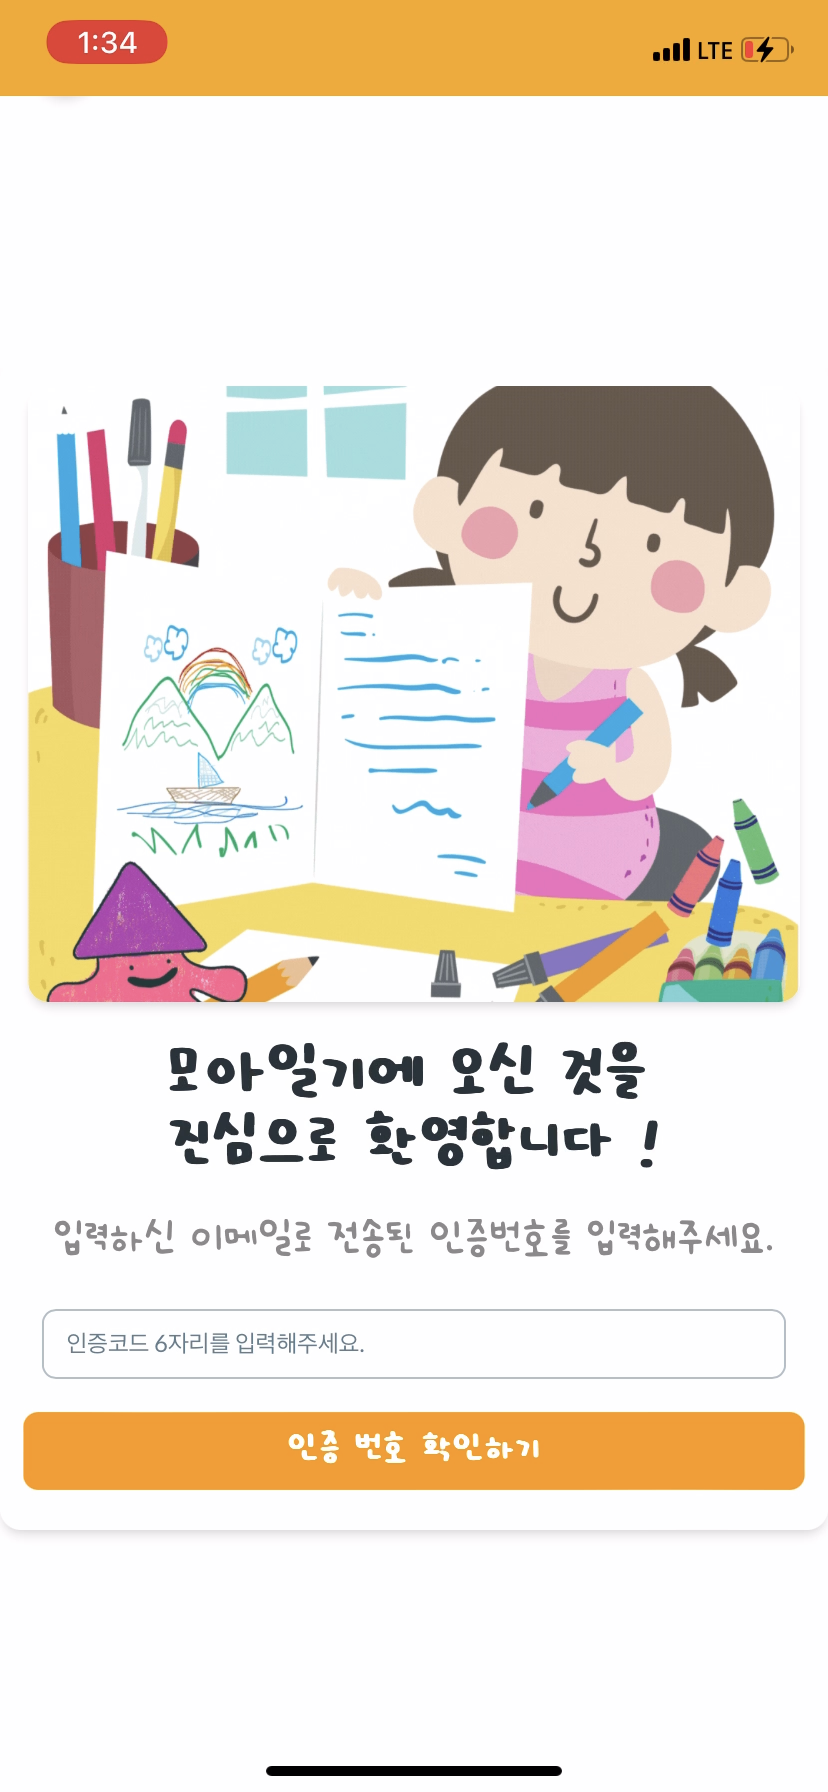 1:34
LTE
모아일기에 오신 것을
진심으로 환영합니다 !
입력하신 이메일로 전송된 인증번호를 입력해주세요.
인증코드 6자리를 입력해주세요.
인증 번호 확인하기